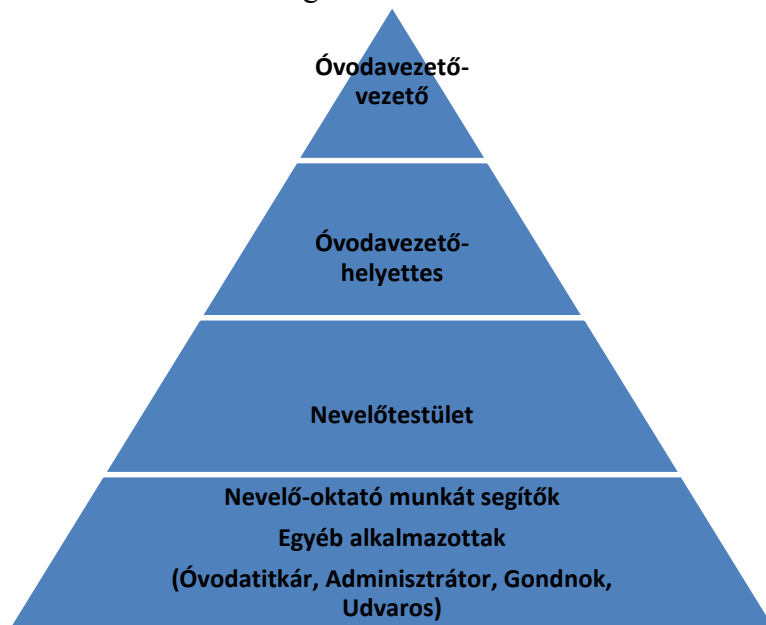 Óvodavezető-
vezető
Óvodavezető-
helyettes
Nevelőtestület
Nevelő-oktató munkát segítők
Egyéb alkalmazottak
(Óvodatitkár, Adminisztrátor, Gondnok,
Udvaros)